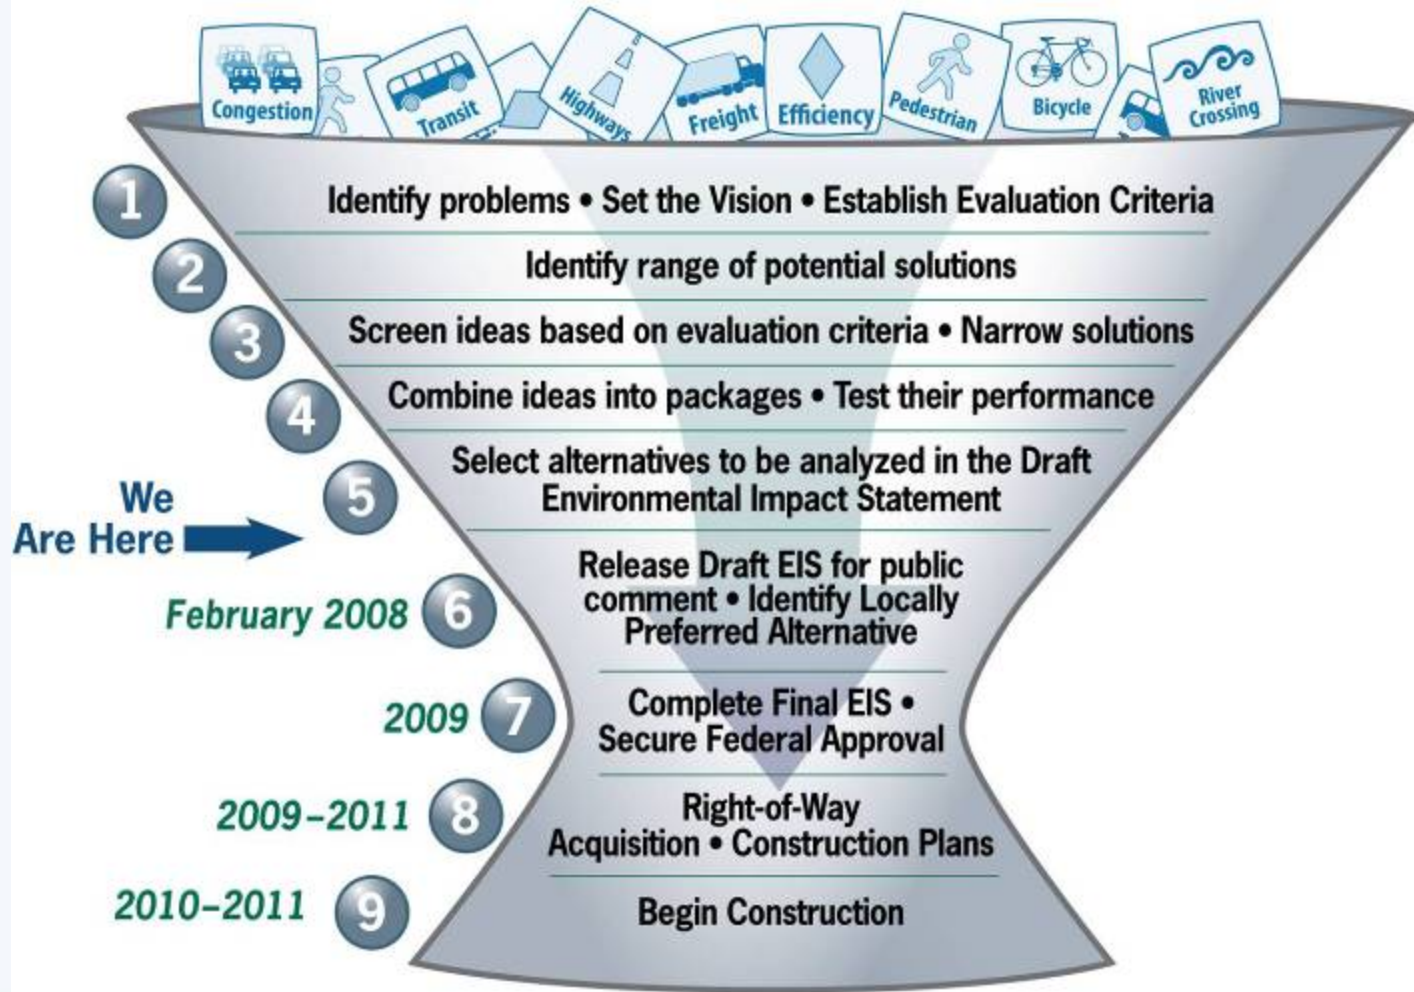 Congestion
Transit
Highways
Freight
Efficiency
Pedestrian
Bicycle
River
Crossing
1
Identify problems • Set the Vision • Establish Evaluation Criteria
2
Identify range of potential solutions
3
Screen ideas based on evaluation criteria • Narrow solutions
4
Combine ideas into packages • Test their performance
5
Select alternatives to be analyzed in the Draft
Environmental Impact Statement
We
Are Here
February 2008
6
Release Draft EIS for public
comment • Identify Locally
Preferred Alternative
2009
7
Complete Final EIS •
Secure Federal Approval
2009–2011
8
Right-of-Way
Acquisition • Construction Plans
2010–2011
9
Begin Construction